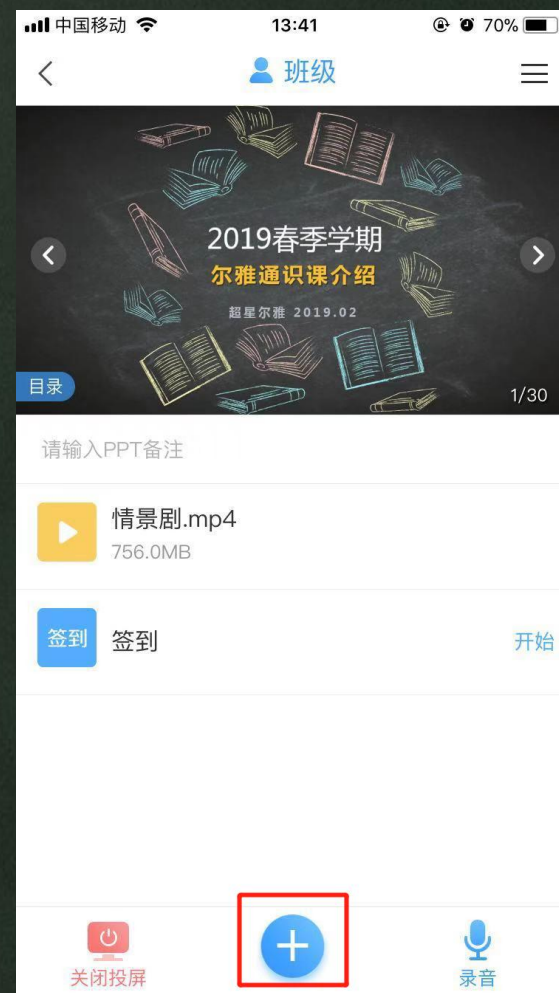 中国移动 13:41 70%
班级
2019春季学期
尔雅通识课介绍
超星尔雅 2019.02
目录
1/30
请输入PPT备注
情景剧.mp4
756.0MB
签到 签到 开始
关闭投屏 录音